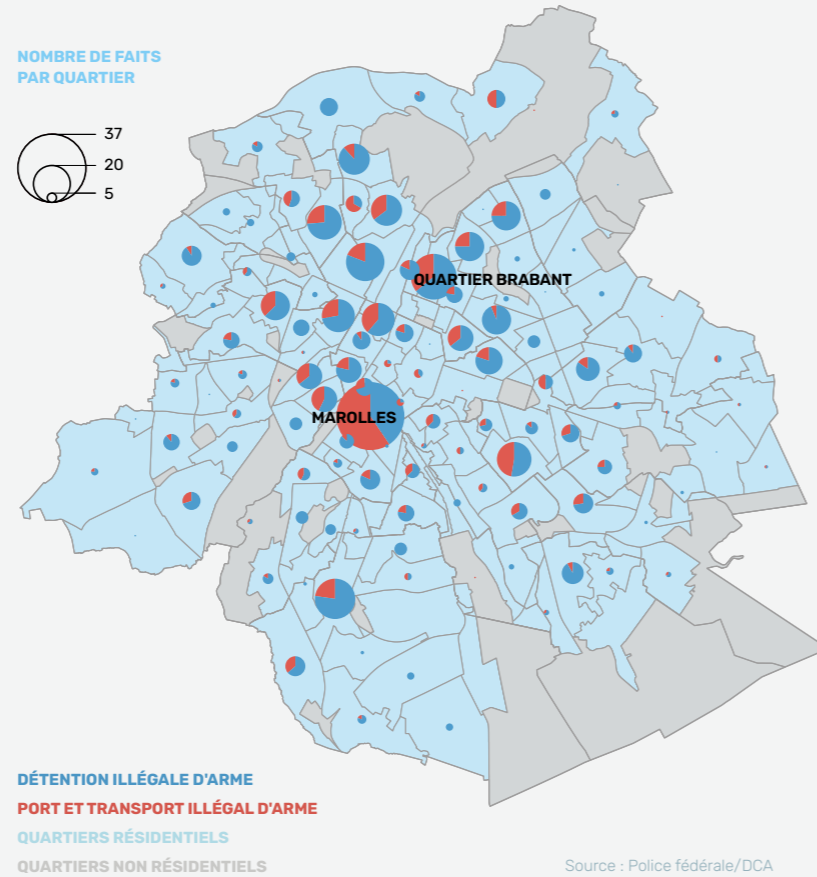 NOMBRE DE FAITS
PAR QUARTIER
37
20
5
QUARTIER BRABANT
MAROLLES
DÉTENTION ILLÉGALE D'ARME
PORT ET TRANSPORT ILLÉGAL D'ARME
QUARTIERS RÉSIDENTIELS
QUARTIERS NON RÉSIDENTIELS
Source : Police fédérale/DCA